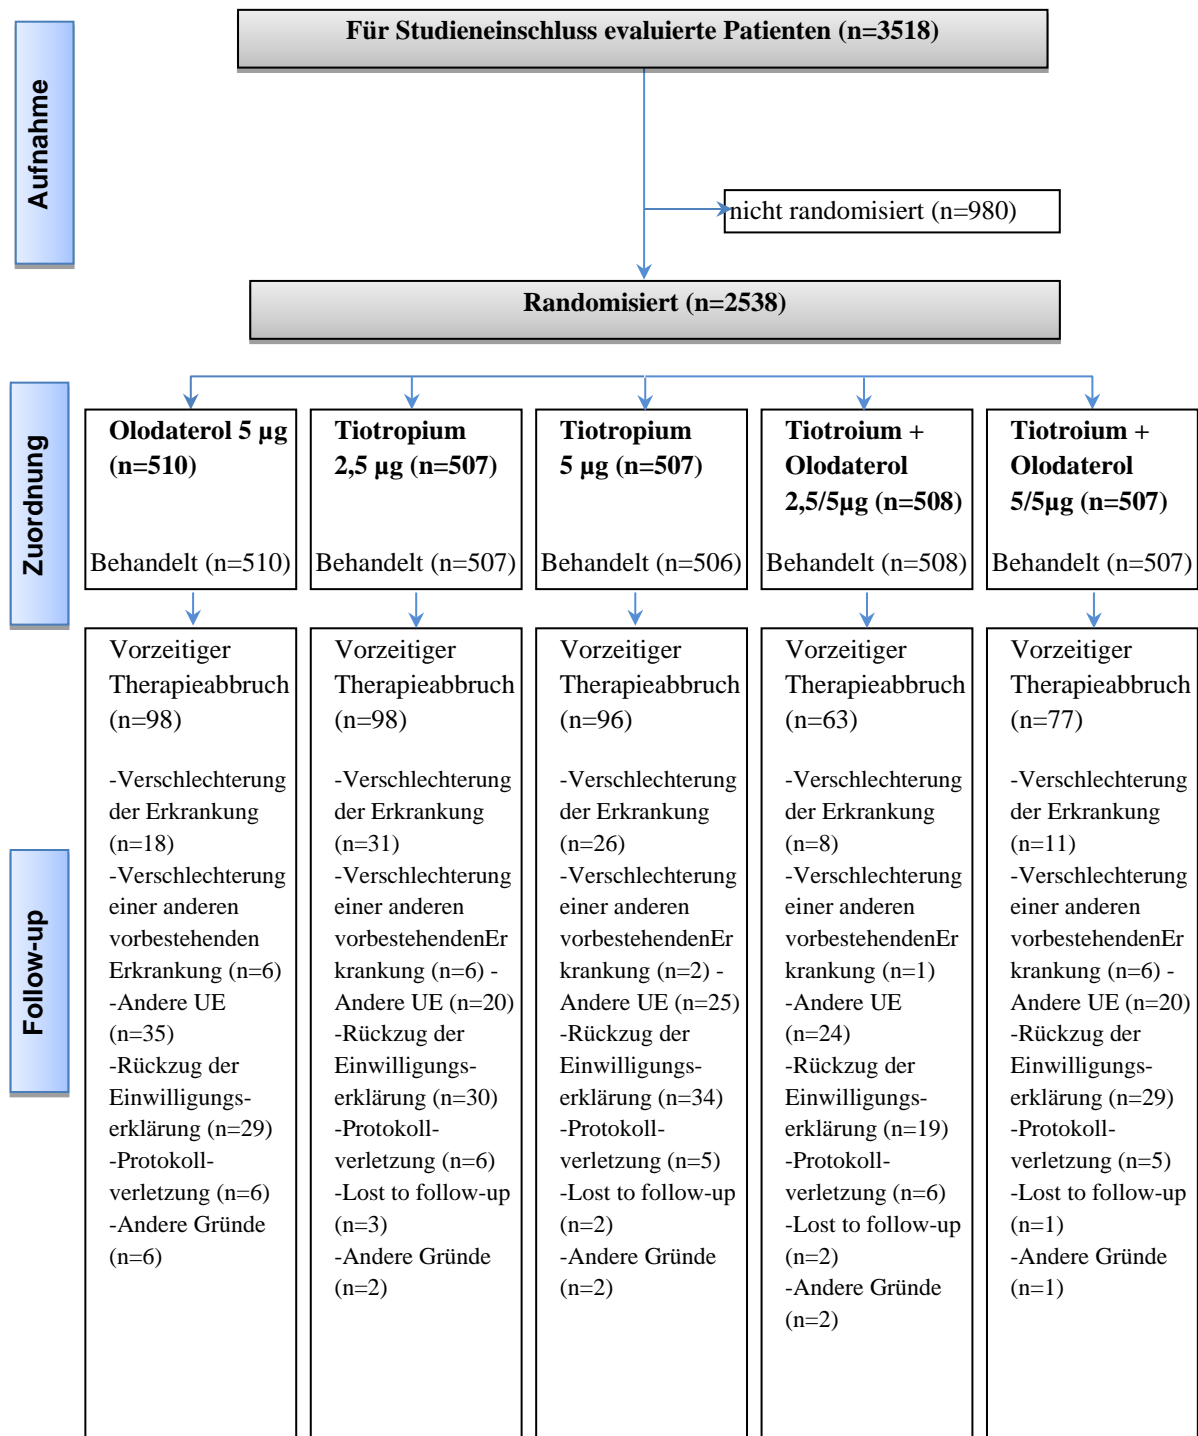 Aufnahme
Für Studieneinschluss evaluierte Patienten (n=3518)
nicht randomisiert (n=980)
Randomisiert (n=2538)
Zuordnung
Olodaterol 5 µg
(n=510)
Behandelt (n=510)
Tiotropium
2,5 µg (n=507)
Behandelt (n=507)
Tiotropium
5 µg (n=507)
Behandelt (n=506)
Tiotroium +
Olodaterol
2,5/5µg (n=508)
Behandelt (n=508)
Tiotroium +
Olodaterol
5/5µg (n=507)
Behandelt (n=507)
Follow-up
Vorzeitiger
Therapieabbruch
(n=98)
-Verschlechterung
der Erkrankung
(n=18)
-Verschlechterung
einer anderen
vorbestehenden
Erkrankung (n=6)
-Andere UE
(n=35)
-Rückzug der
Einwilligungs-
erklärung (n=29)
-Protokoll-
verletzung (n=6)
-Andere Gründe
(n=6)
Vorzeitiger
Therapieabbruch
(n=98)
-Verschlechterung
der Erkrankung
(n=31)
-Verschlechterung
einer anderen
vorbestehendenEr
krankung (n=6) -
Andere UE (n=20)
-Rückzug der
Einwilligungs-
erklärung (n=30)
-Protokoll-
verletzung (n=6)
-Lost to follow-up
(n=3)
-Andere Gründe
(n=2)
Vorzeitiger
Therapieabbruch
(n=96)
-Verschlechterung
der Erkrankung
(n=26)
-Verschlechterung
einer anderen
vorbestehendenEr
krankung (n=2) -
Andere UE (n=25)
-Rückzug der
Einwilligungs-
erklärung (n=34)
-Protokoll-
verletzung (n=5)
-Lost to follow-up
(n=2)
-Andere Gründe
(n=2)
Vorzeitiger
Therapieabbruch
(n=63)
-Verschlechterung
der Erkrankung
(n=8)
-Verschlechterung
einer anderen
vorbestehendenEr
krankung (n=1)
-Andere UE
(n=24)
-Rückzug der
Einwilligungs-
erklärung (n=19)
-Protokoll-
verletzung (n=6)
-Lost to follow-up
(n=2)
-Andere Gründe
(n=2)
Vorzeitiger
Therapieabbruch
(n=77)
-Verschlechterung
der Erkrankung
(n=11)
-Verschlechterung
einer anderen
vorbestehendenEr
krankung (n=6) -
Andere UE (n=20)
-Rückzug der
Einwilligungs-
erklärung (n=29)
-Protokoll-
verletzung (n=5)
-Lost to follow-up
(n=1)
-Andere Gründe
(n=1)